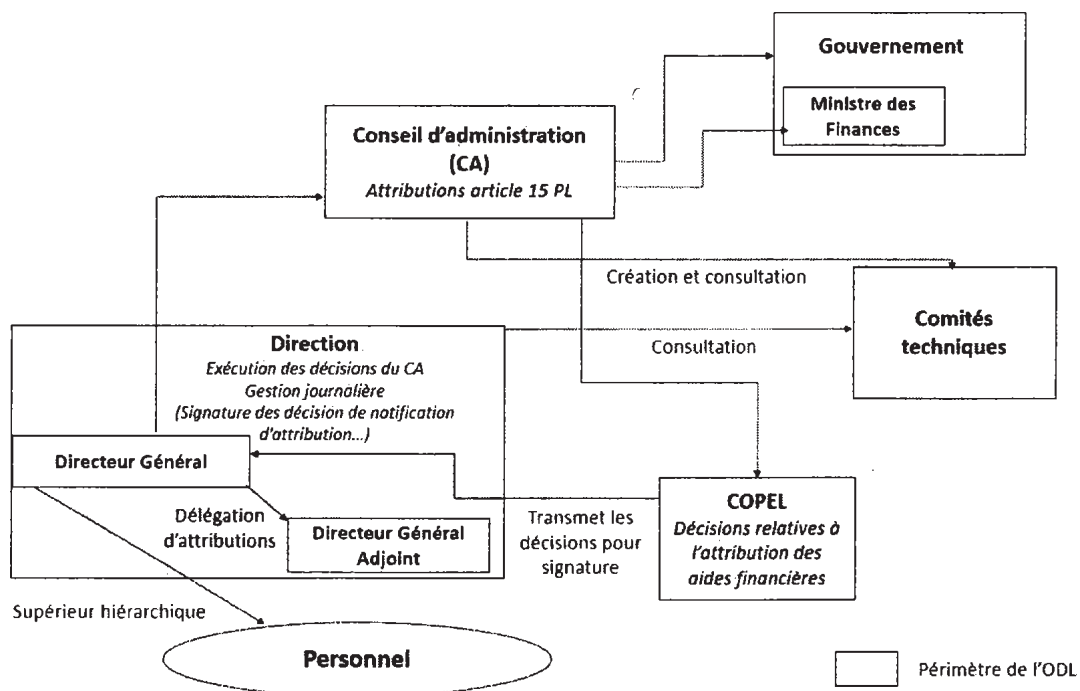 Gouvernement
Ministre des
Finances
Conseil d'administration
(CA)
Attributions article 15 PL
Création et consultation
Comités
techniques
Direction
Exécution des décisions du CA
Gestion journalière
(Signature des décision de notification
d'attribution...)
Consultation
Directeur Général
Délégation
d'attributions
Directeur Général
Adjoint
Transmet les
décisions pour
signature
COPEL
Décisions relatives à
l'attribution des
aides financières
Supérieur hiérarchique
Personnel
Périmètre de l'ODL